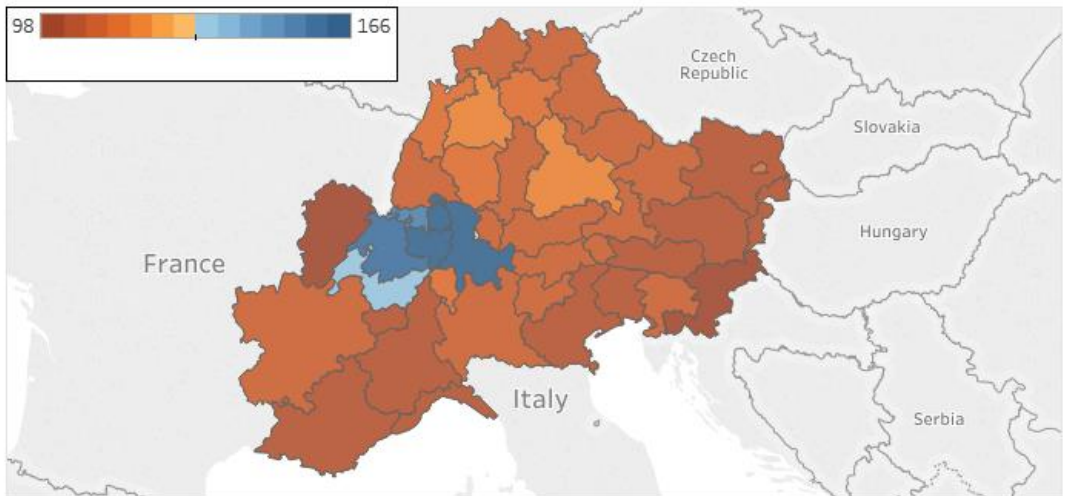 98 166
Czech
Republic
Slovakia
Hungary
France
Italy
Serbia